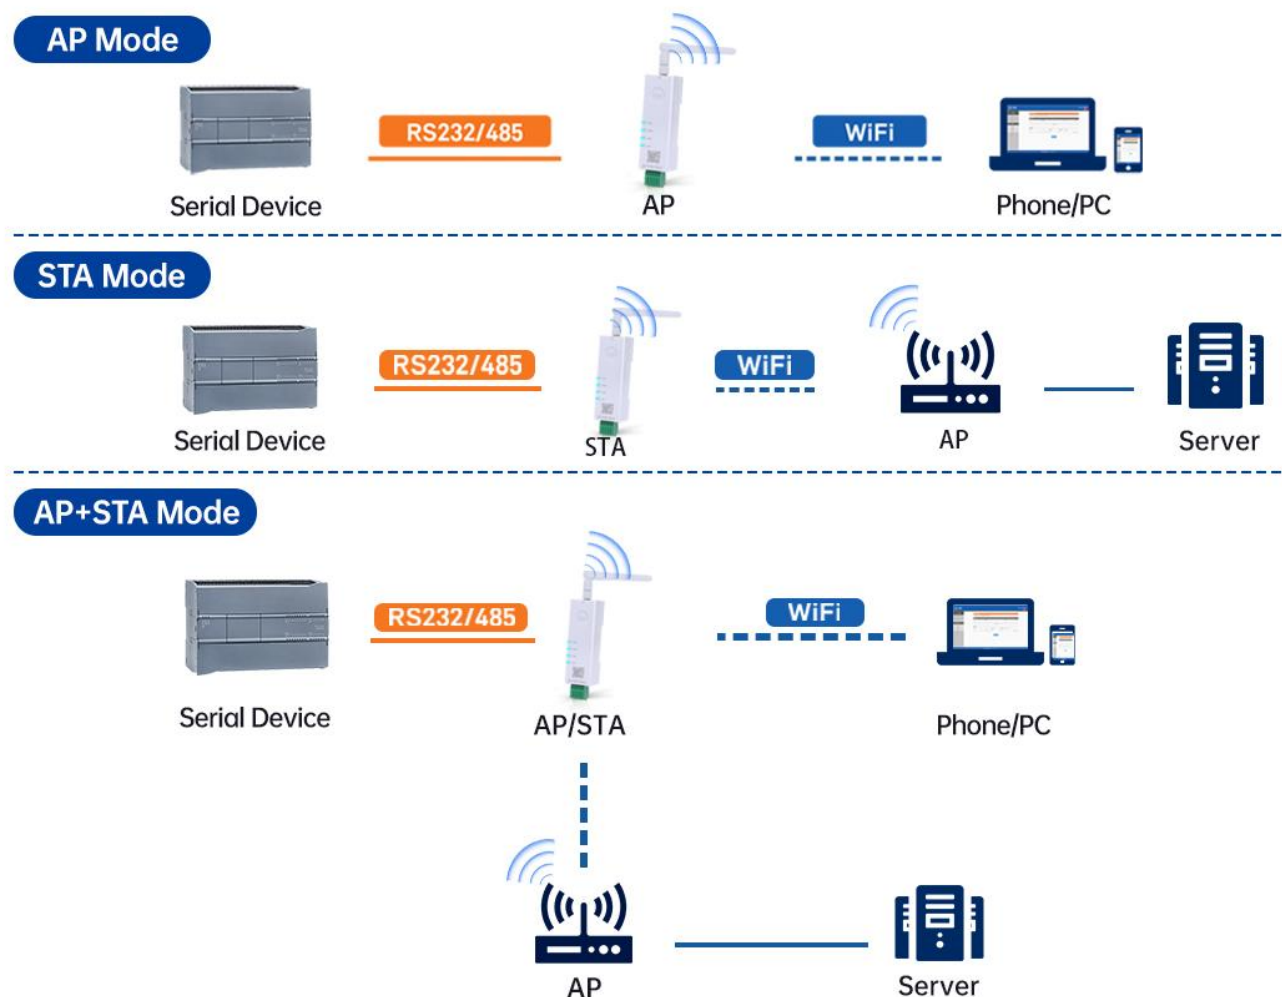 AP Mode
RS232/485
WiFi
Serial Device
AP
Phone/PC
STA Mode
RS232/485
WiFi
Serial Device
STA
AP
Server
AP+STA Mode
RS232/485
WiFi
Serial Device
AP/STA
Phone/PC
AP
Server